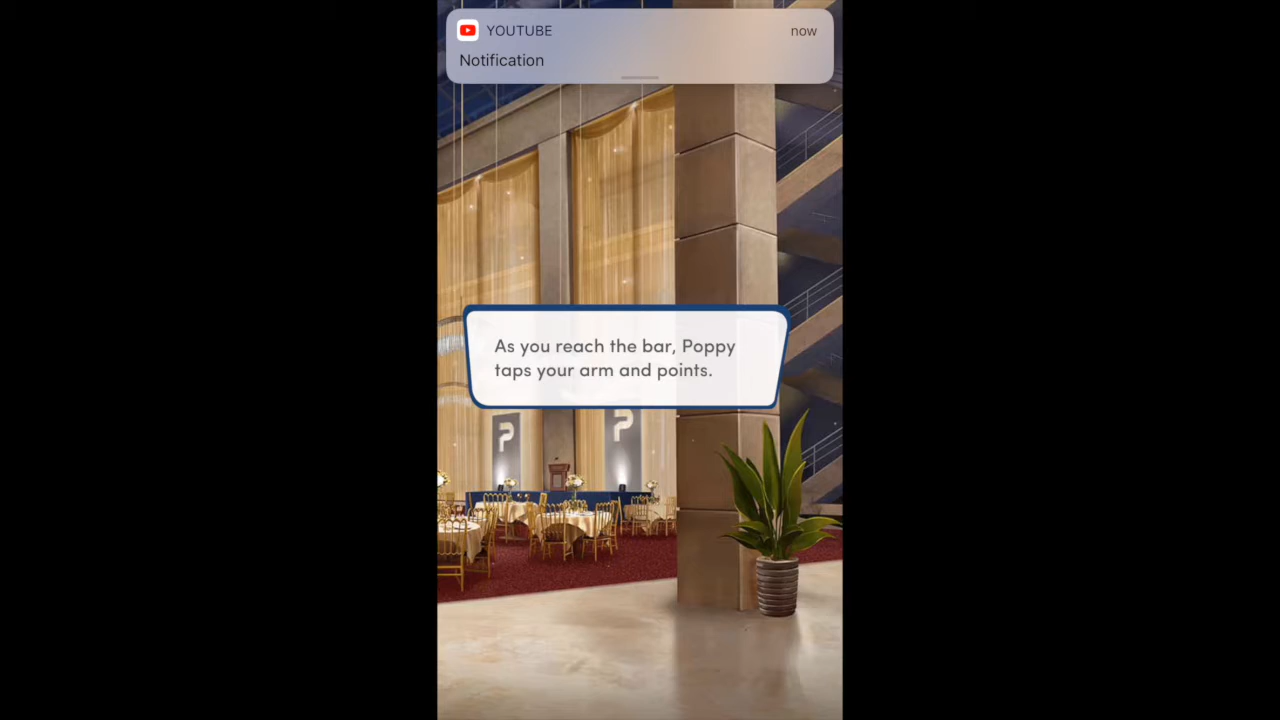 YOUTUBE now
Notification
As you reach the bar, Poppy
taps your arm and points.
P P